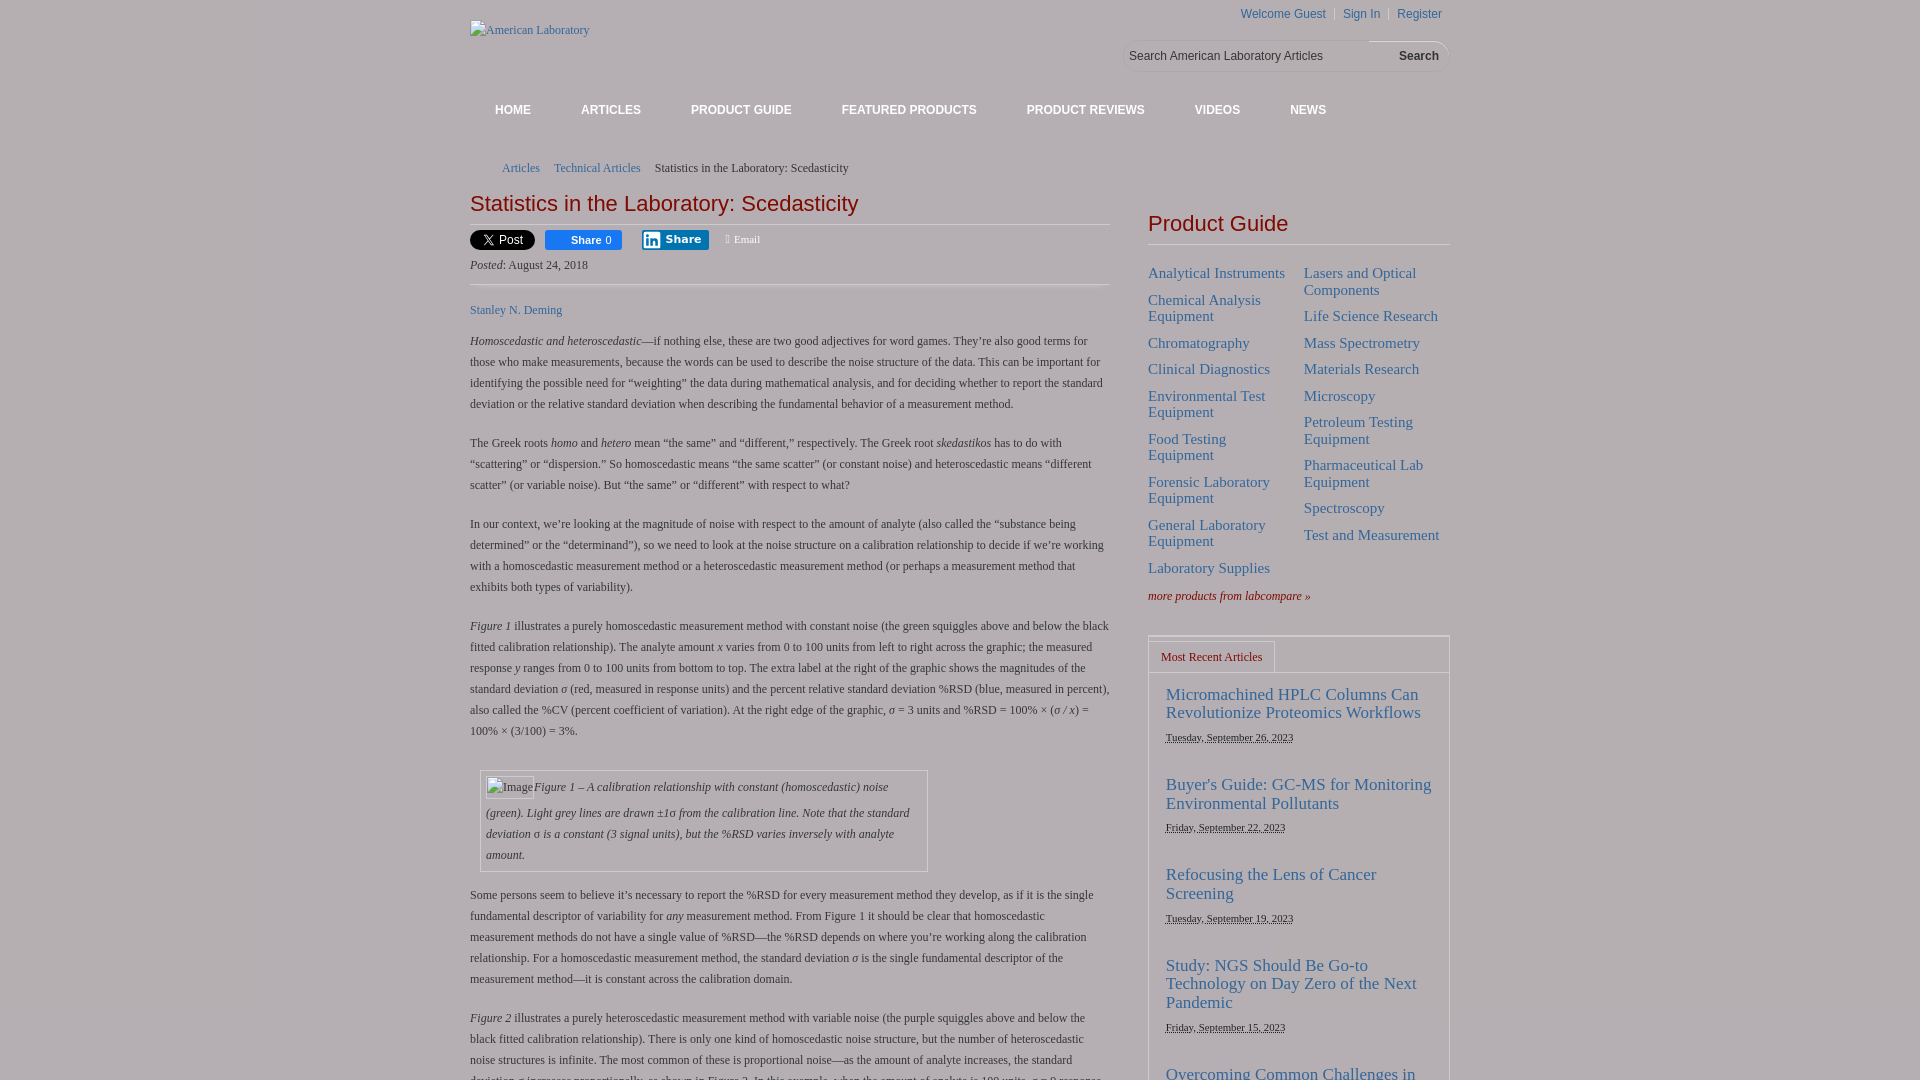 Welcome Guest Sign In Register
American Laboratory
Search American Laboratory Articles Search
HOME ARTICLES PRODUCT GUIDE FEATURED PRODUCTS PRODUCT REVIEWS VIDEOS NEWS
Articles Technical Articles Statistics in the Laboratory: Scedasticity
Statistics in the Laboratory: Scedasticity
Post Share 0 Share Email
Posted: August 24, 2018
Stanley N. Deming
Homoscedastic and heteroscedastic—if nothing else, these are two good adjectives for word games. They’re also good terms for
those who make measurements, because the words can be used to describe the noise structure of the data. This can be important for
identifying the possible need for “weighting” the data during mathematical analysis, and for deciding whether to report the standard
deviation or the relative standard deviation when describing the fundamental behavior of a measurement method.
The Greek roots homo and hetero mean “the same” and “different,” respectively. The Greek root skedastikos has to do with
“scattering” or “dispersion.” So homoscedastic means “the same scatter” (or constant noise) and heteroscedastic means “different
scatter” (or variable noise). But “the same” or “different” with respect to what?
In our context, we’re looking at the magnitude of noise with respect to the amount of analyte (also called the “substance being
determined” or the “determinand”), so we need to look at the noise structure on a calibration relationship to decide if we’re working
with a homoscedastic measurement method or a heteroscedastic measurement method (or perhaps a measurement method that
exhibits both types of variability).
Figure 1 illustrates a purely homoscedastic measurement method with constant noise (the green squiggles above and below the black
fitted calibration relationship). The analyte amount x varies from 0 to 100 units from left to right across the graphic; the measured
response y ranges from 0 to 100 units from bottom to top. The extra label at the right of the graphic shows the magnitudes of the
standard deviation σ (red, measured in response units) and the percent relative standard deviation %RSD (blue, measured in percent),
also called the %CV (percent coefficient of variation). At the right edge of the graphic, σ = 3 units and %RSD = 100% × (σ / x) =
100% × (3/100) = 3%.
Image Figure 1 – A calibration relationship with constant (homoscedastic) noise
(green). Light grey lines are drawn ±1σ from the calibration line. Note that the standard
deviation σ is a constant (3 signal units), but the %RSD varies inversely with analyte
amount.
Some persons seem to believe it’s necessary to report the %RSD for every measurement method they develop, as if it is the single
fundamental descriptor of variability for any measurement method. From Figure 1 it should be clear that homoscedastic
measurement methods do not have a single value of %RSD—the %RSD depends on where you’re working along the calibration
relationship. For a homoscedastic measurement method, the standard deviation σ is the single fundamental descriptor of the
measurement method—it is constant across the calibration domain.
Figure 2 illustrates a purely heteroscedastic measurement method with variable noise (the purple squiggles above and below the
black fitted calibration relationship). There is only one kind of homoscedastic noise structure, but the number of heteroscedastic
noise structures is infinite. The most common of these is proportional noise—as the amount of analyte increases, the standard
deviation σ increases proportionally, as shown in Figure 2. In this example, when the amount of analyte is 100 units, σ = 9 response
Product Guide
Analytical Instruments
Chemical Analysis
Equipment
Chromatography
Clinical Diagnostics
Environmental Test
Equipment
Food Testing
Equipment
Forensic Laboratory
Equipment
General Laboratory
Equipment
Laboratory Supplies
Lasers and Optical
Components
Life Science Research
Mass Spectrometry
Materials Research
Microscopy
Petroleum Testing
Equipment
Pharmaceutical Lab
Equipment
Spectroscopy
Test and Measurement
more products from labcompare »
Most Recent Articles
Micromachined HPLC Columns Can
Revolutionize Proteomics Workflows
Tuesday, September 26, 2023
Buyer's Guide: GC-MS for Monitoring
Environmental Pollutants
Friday, September 22, 2023
Refocusing the Lens of Cancer
Screening
Tuesday, September 19, 2023
Study: NGS Should Be Go-to
Technology on Day Zero of the Next
Pandemic
Friday, September 15, 2023
Overcoming Common Challenges in